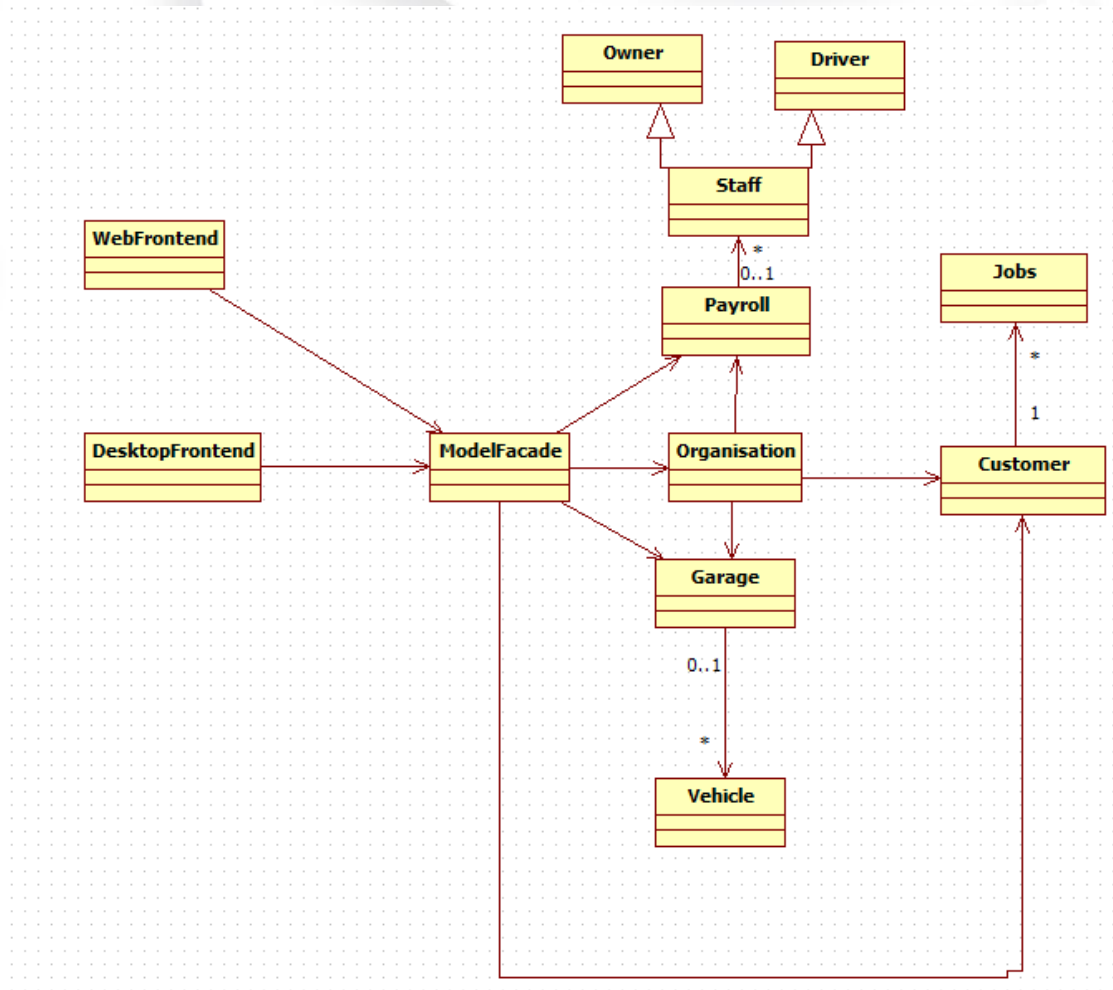 Owner
Driver
Staff
*
0..1
WebFrontend
Payroll
Jobs
*
1
DesktopFrontend
ModelFacade
Organisation
Customer
Garage
0..1
*
Vehicle